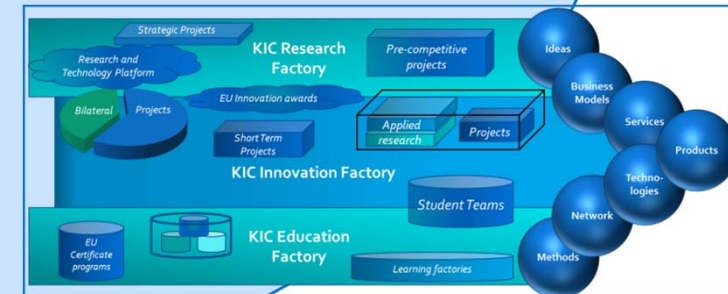 Strategic Projects
KIC Research
Factory
Research and
Technology Platform
Pre-competitive
projects
Bilateral
Projects
EU Innovation awards
Short Term
Projects
Applied
research
Projects
KIC Innovation Factory
Student Teams
KIC Education
Factory
EU
Certificate
programs
Learning factories
Ideas
Business
Models
Services
Products
Techno-
logies
Network
Methods